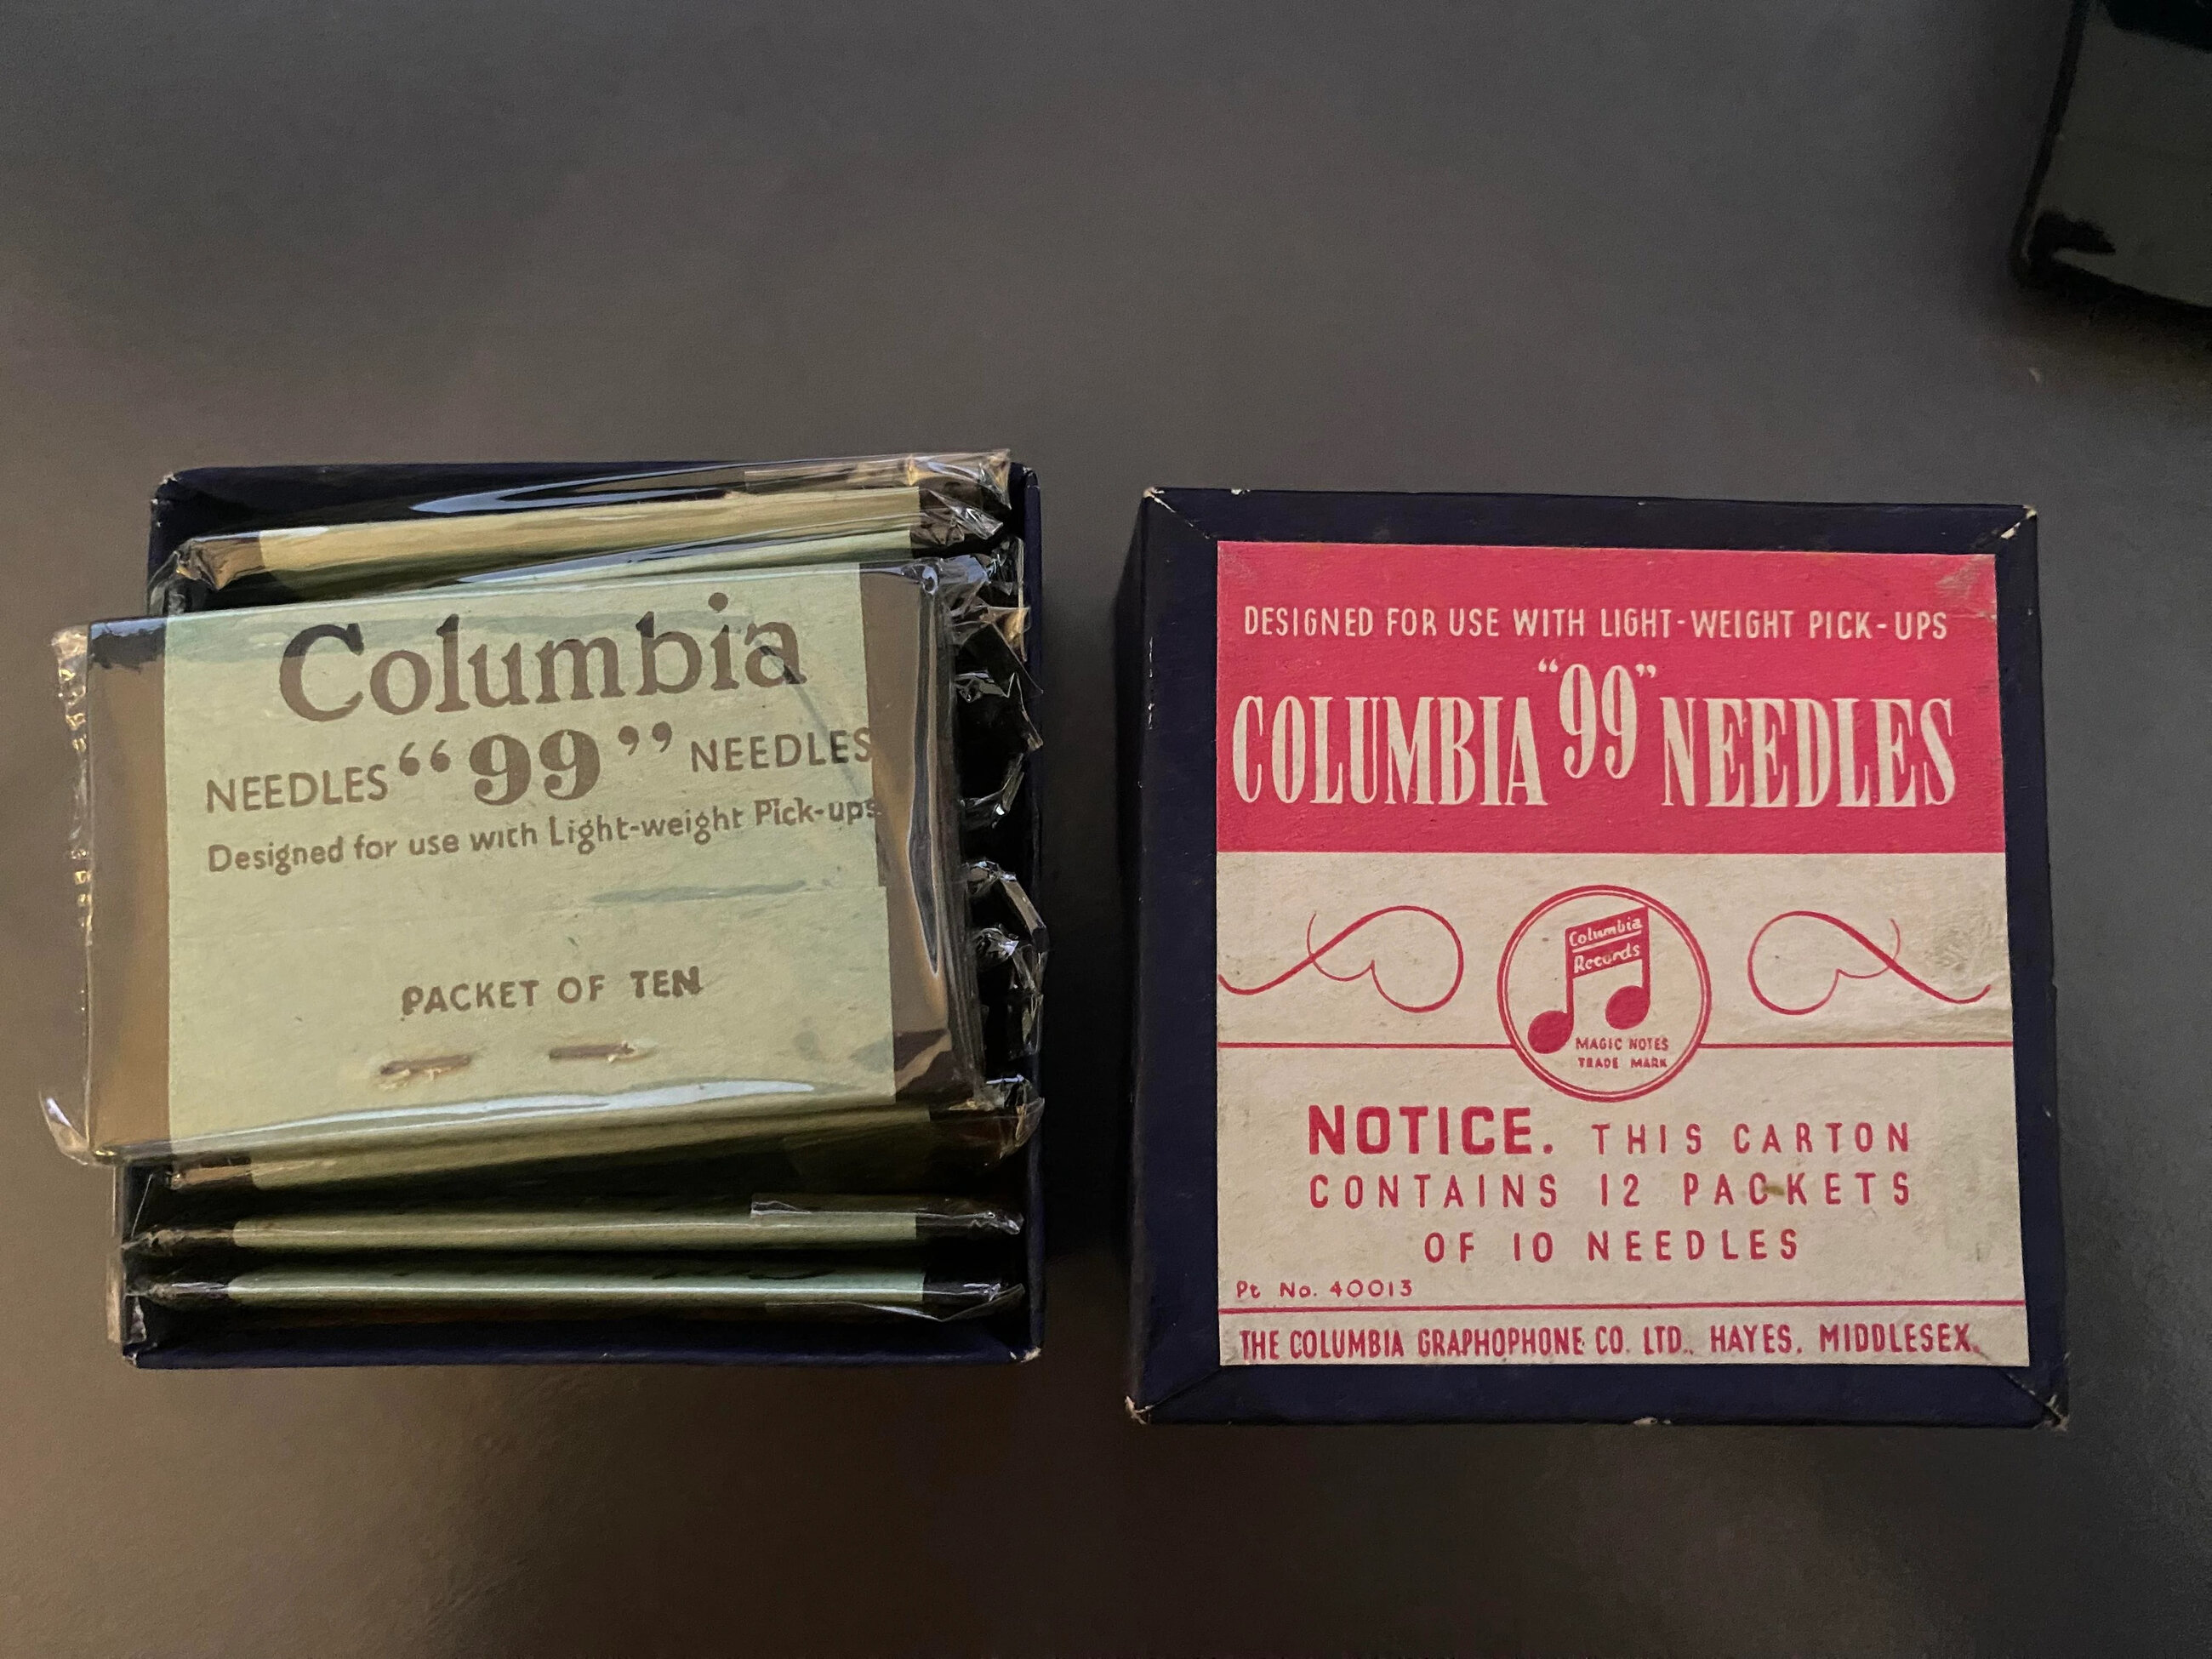 Columbia
NEEDLES “99” NEEDLES
Designed for use with Light-weight Pick-ups
PACKET OF TEN
DESIGNED FOR USE WITH LIGHT-WEIGHT PICK-UPS
COLUMBIA “99” NEEDLES
Columbia
Records
MAGIC NOTES
TRADE MARK
NOTICE. THIS CARTON
CONTAINS 12 PACKETS
OF 10 NEEDLES
Pt No. 40013
THE COLUMBIA GRAPHOPHONE CO. LTD., HAYES, MIDDLESEX.